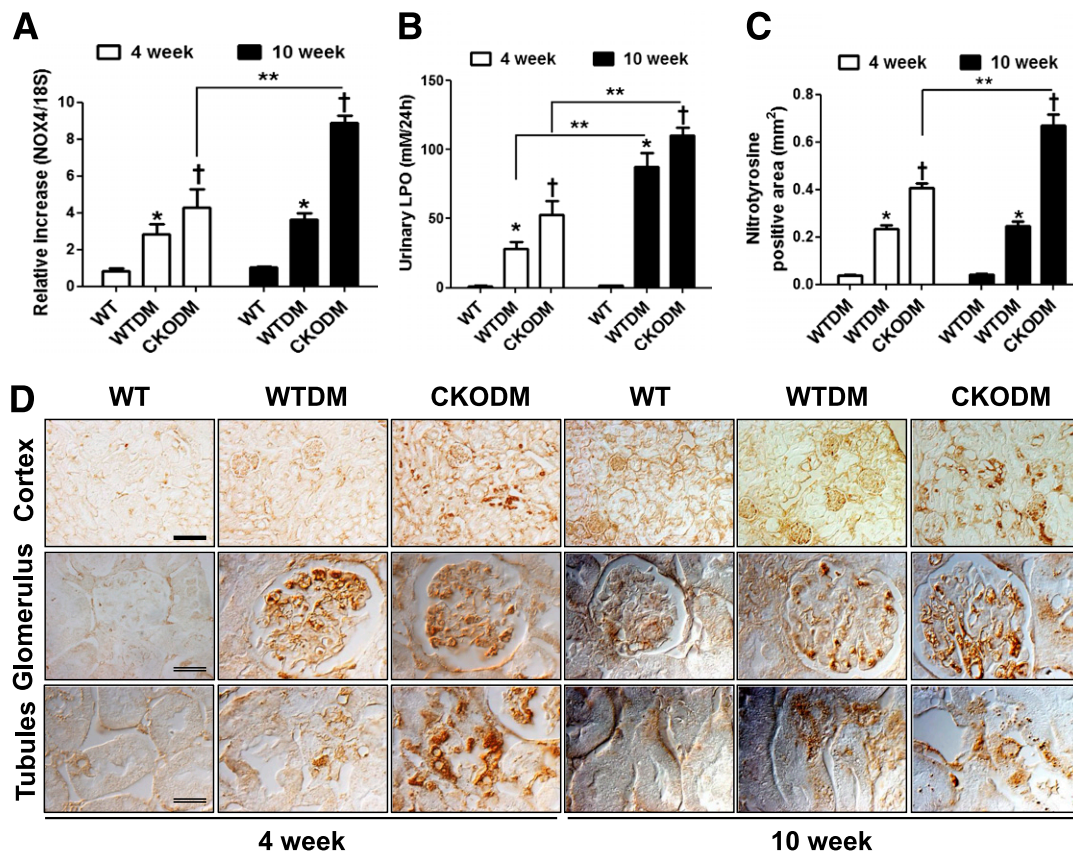 A
4 week 10 week
**
Relative increase (NOX4/18S)
10
8
6
4
2
0
* † * †
WT WTDM CKODM WT WTDM CKODM
B
4 week 10 week
**
**
Urinary LPO (mM/24h)
150
100
50
0
* † * †
WT WTDM CKODM WT WTDM CKODM
C
4 week 10 week
**
Nitrotyrosine
positive area (mm²)
0.8
0.6
0.4
0.2
0.0
* † * †
WTDM WTDM CKODM WTDM WTDM CKODM
D
WT WTDM CKODM WT WTDM CKODM
Cortex
Glomerulus
Tubules
4 week 10 week